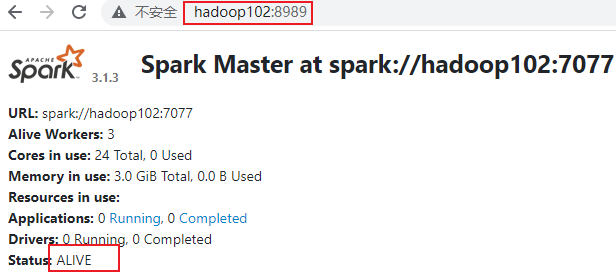 不安全 hadoop102:8989
APACHE
Spark 3.1.3 Spark Master at spark://hadoop102:7077
URL: spark://hadoop102:7077
Alive Workers: 3
Cores in use: 24 Total, 0 Used
Memory in use: 3.0 GiB Total, 0.0 B Used
Resources in use:
Applications: 0 Running, 0 Completed
Drivers: 0 Running, 0 Completed
Status: ALIVE